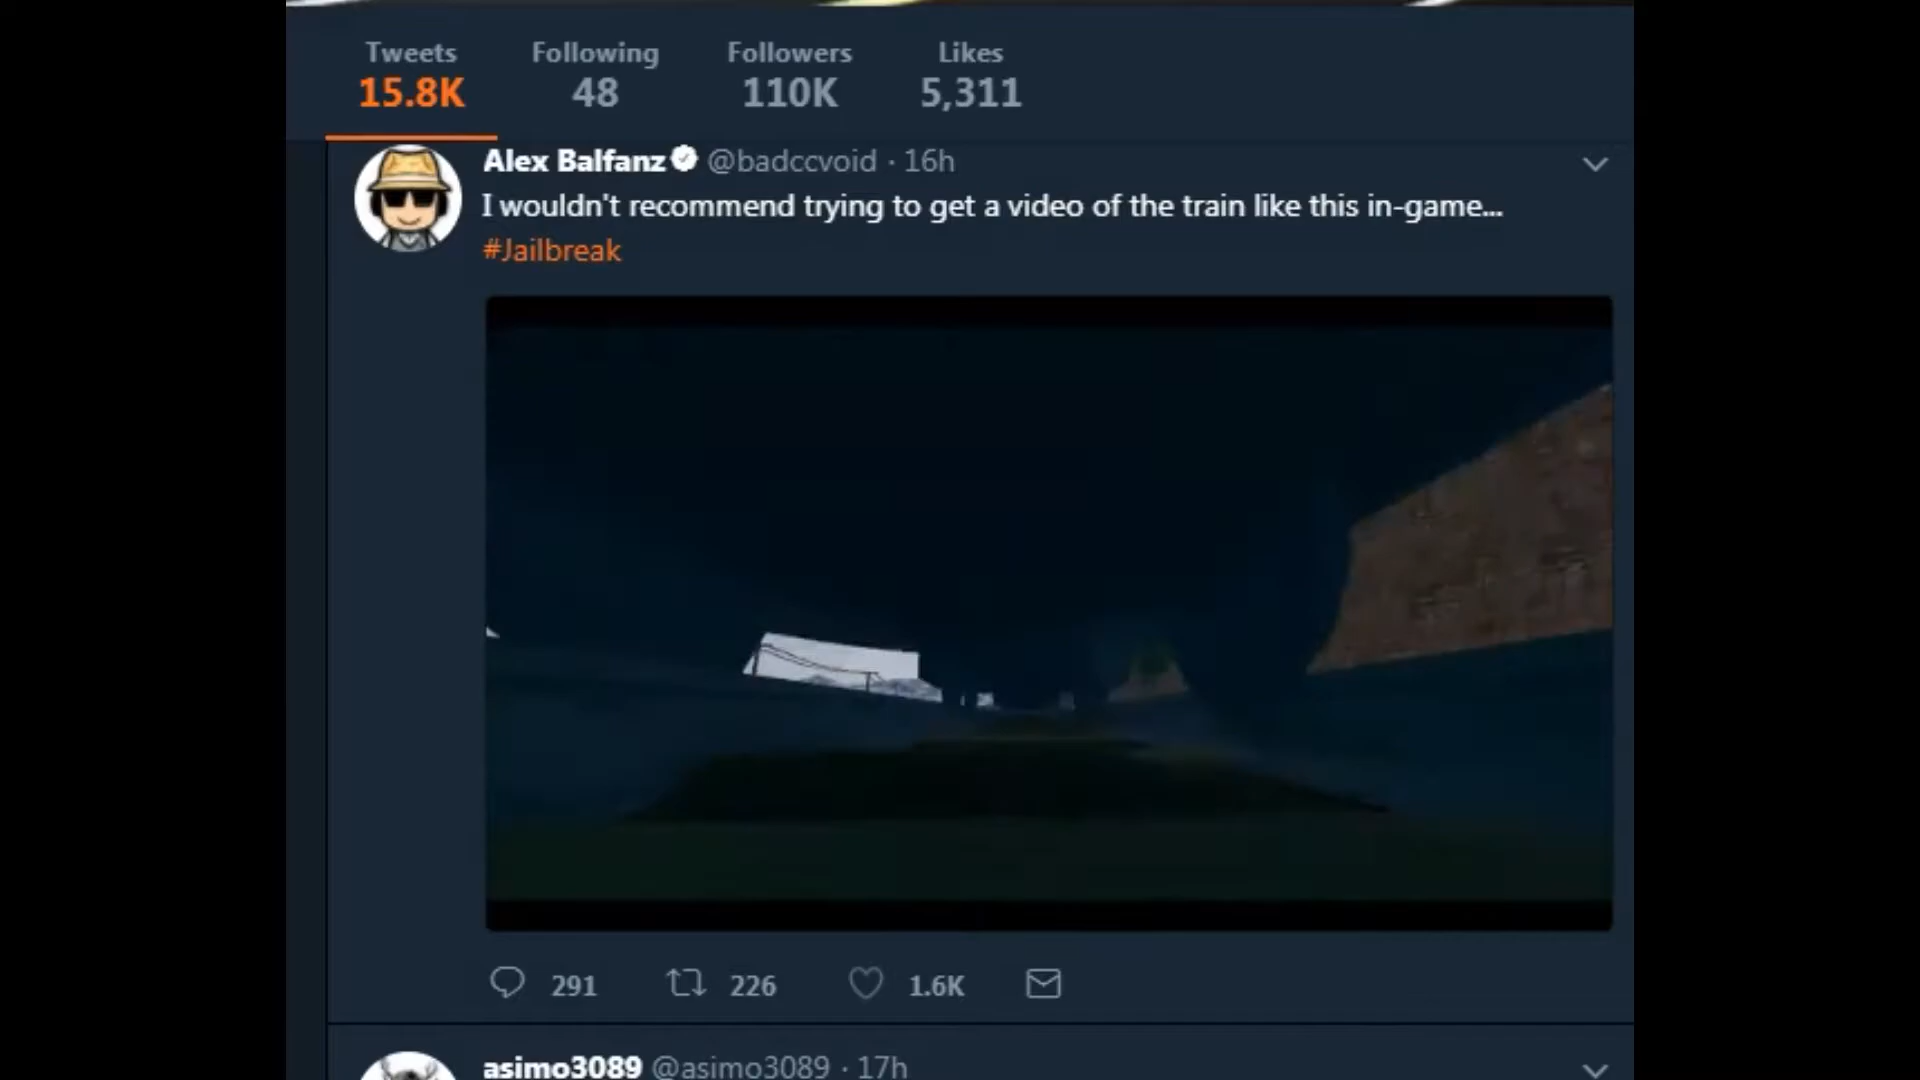 Tweets Following Followers Likes
15.8K 48 110K 5,311
Alex Balfanz @badccvoid · 16h
I wouldn't recommend trying to get a video of the train like this in-game...
#Jailbreak
291 226 1.6K
asimo3089 @asimo3089 · 17h